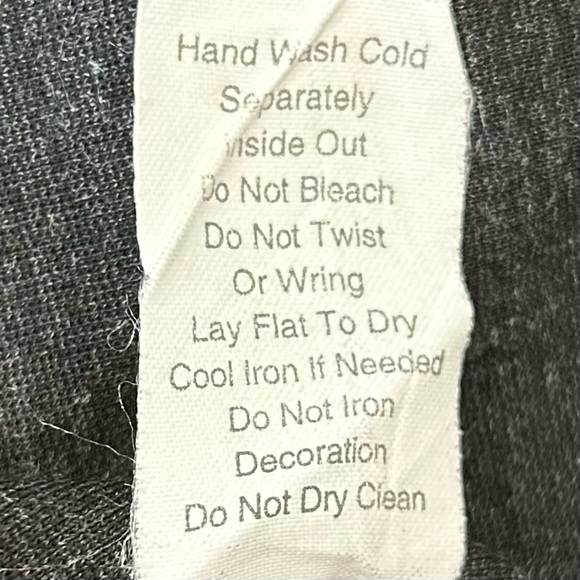 Hand Wash Cold
Separately
Inside Out
Do Not Bleach
Do Not Twist
Or Wring
Lay Flat To Dry
Cool Iron If Needed
Do Not Iron
Decoration
Do Not Dry Clean